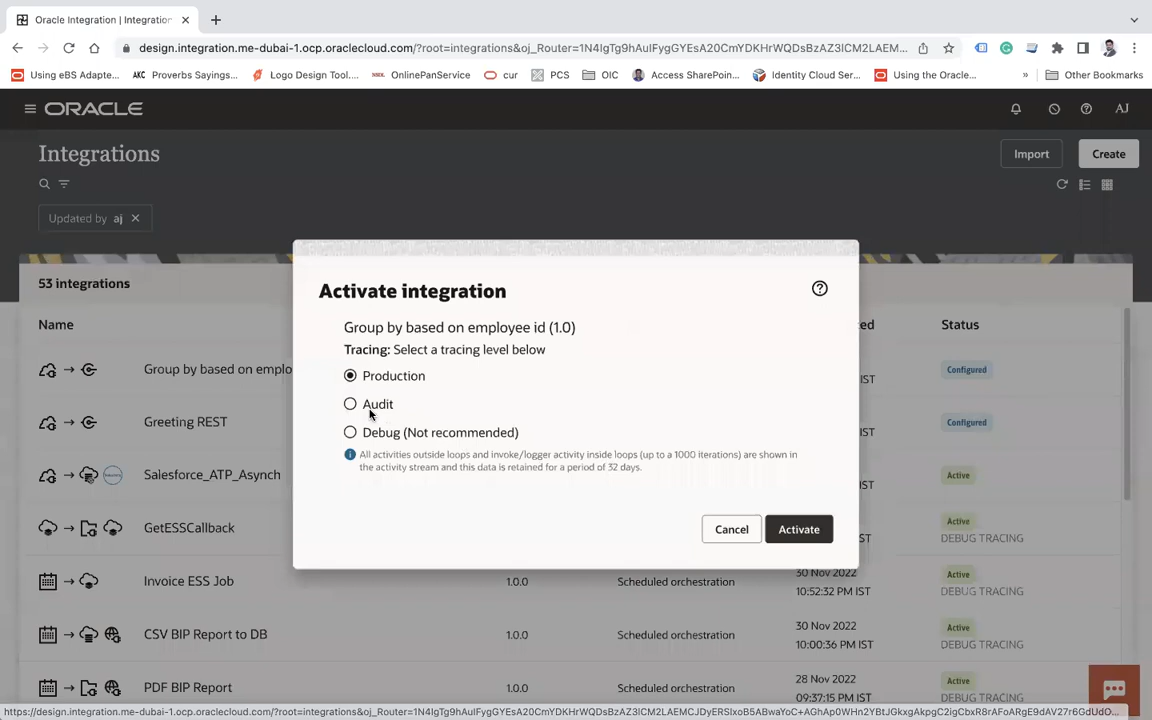 Oracle Integration | Integration
design.integration.me-dubai-1.ocp.oraclecloud.com/?root=integrations&oj_Router=1N4IgTg9hAuIFygGYEsA20CmYDKHrWQDsBzAZ3ICM2LAEM...
Using eBS Adapte... AKC Proverbs Sayings... Logo Design Tool.... OnlinePanService cur PCS OIC Access SharePoin... Identity Cloud Ser... Using the Oracle... » Other Bookmarks
ORACLE AJ
Integrations Import Create
Updated by aj
53 integrations
Activate integration
Group by based on employee id (1.0)
Tracing: Select a tracing level below
Production
Audit
Debug (Not recommended)
All activities outside loops and invoke/logger activity inside loops (up to a 1000 iterations) are shown in
the activity stream and this data is retained for a period of 32 days.
Cancel Activate
Name ed Status
Group by based on emplo IST Configured
Greeting REST IST Configured
Salesforce_ATP_Asynch IST Active
GetESSCallback IST Active
DEBUG TRACING
Invoice ESS Job 1.0.0 Scheduled orchestration 30 Nov 2022
10:52:32 PM IST Active
DEBUG TRACING
CSV BIP Report to DB 1.0.0 Scheduled orchestration 30 Nov 2022
10:00:36 PM IST Active
DEBUG TRACING
PDF BIP Report 1.0.0 Scheduled orchestration 28 Nov 2022
09:37:15 PM IST Active
DEBUG TRACING